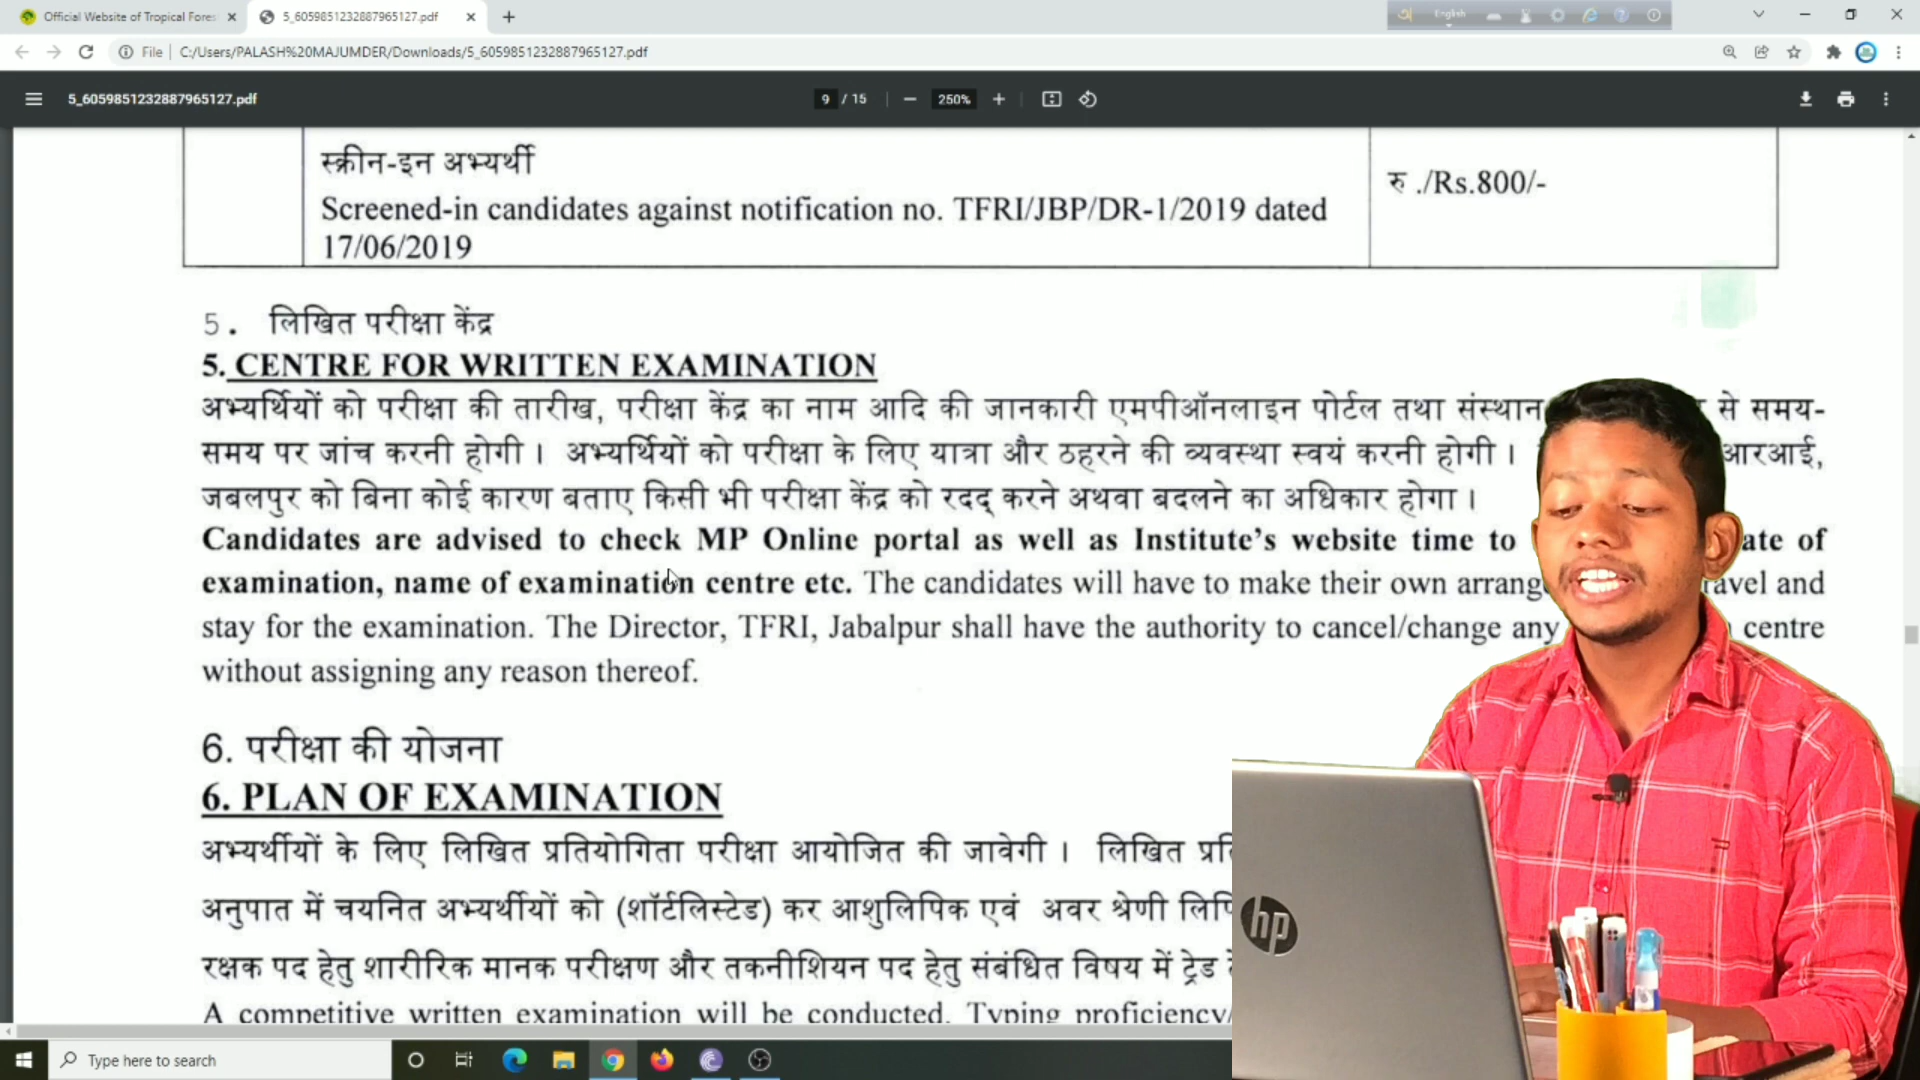 Official Website of Tropical Fores
5_6059851232887965127.pdf
English
File
C:/Users/PALASH%20MAJUMDER/Downloads/5_6059851232887965127.pdf
5_6059851232887965127.pdf
9 / 15
250%
स्क्रीन-इन अभ्यर्थी
Screened-in candidates against notification no. TFRI/JBP/DR-1/2019 dated
17/06/2019
रु ./Rs.800/-
5. लिखित परीक्षा केंद्र
5. CENTRE FOR WRITTEN EXAMINATION
अभ्यर्थियों को परीक्षा की तारीख, परीक्षा केंद्र का नाम आदि की जानकारी एमपीऑनलाइन पोर्टल तथा संस्थान से समय-
समय पर जांच करनी होगी । अभ्यर्थियों को परीक्षा के लिए यात्रा और ठहरने की व्यवस्था स्वयं करनी होगी । आरआई,
जबलपुर को बिना कोई कारण बताए किसी भी परीक्षा केंद्र को रदद् करने अथवा बदलने का अधिकार होगा ।
Candidates are advised to check MP Online portal as well as Institute's website time to ate of
examination, name of examination centre etc. The candidates will have to make their own arrang ravel and
stay for the examination. The Director, TFRI, Jabalpur shall have the authority to cancel/change any centre
without assigning any reason thereof.
6. परीक्षा की योजना
6. PLAN OF EXAMINATION
अभ्यर्थीयों के लिए लिखित प्रतियोगिता परीक्षा आयोजित की जावेगी । लिखित प्रति
अनुपात में चयनित अभ्यर्थीयों को (शॉर्टलिस्टेड) कर आशुलिपिक एवं अवर श्रेणी लिपि
रक्षक पद हेतु शारीरिक मानक परीक्षण और तकनीशियन पद हेतु संबंधित विषय में ट्रेड
A competitive written examination will be conducted. Typing proficiency/
hp
Type here to search